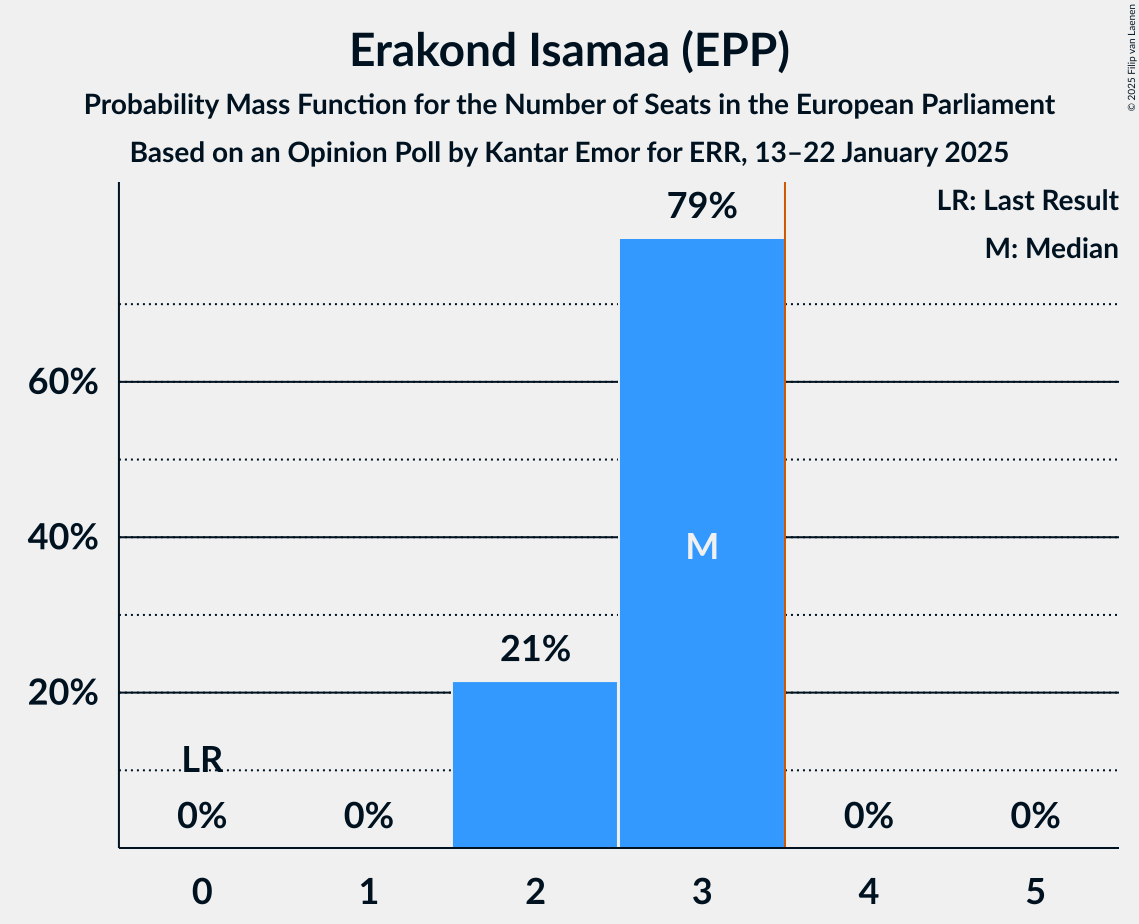 Erakond Isamaa (EPP)
Probability Mass Function for the Number of Seats in the European Parliament
Based on an Opinion Poll by Kantar Emor for ERR, 13–22 January 2025
© 2025 Filip van Laenen
LR: Last Result
M: Median
79%
60%
40%
M
21%
20%
LR
0% 0% 0% 0%
0 1 2 3 4 5